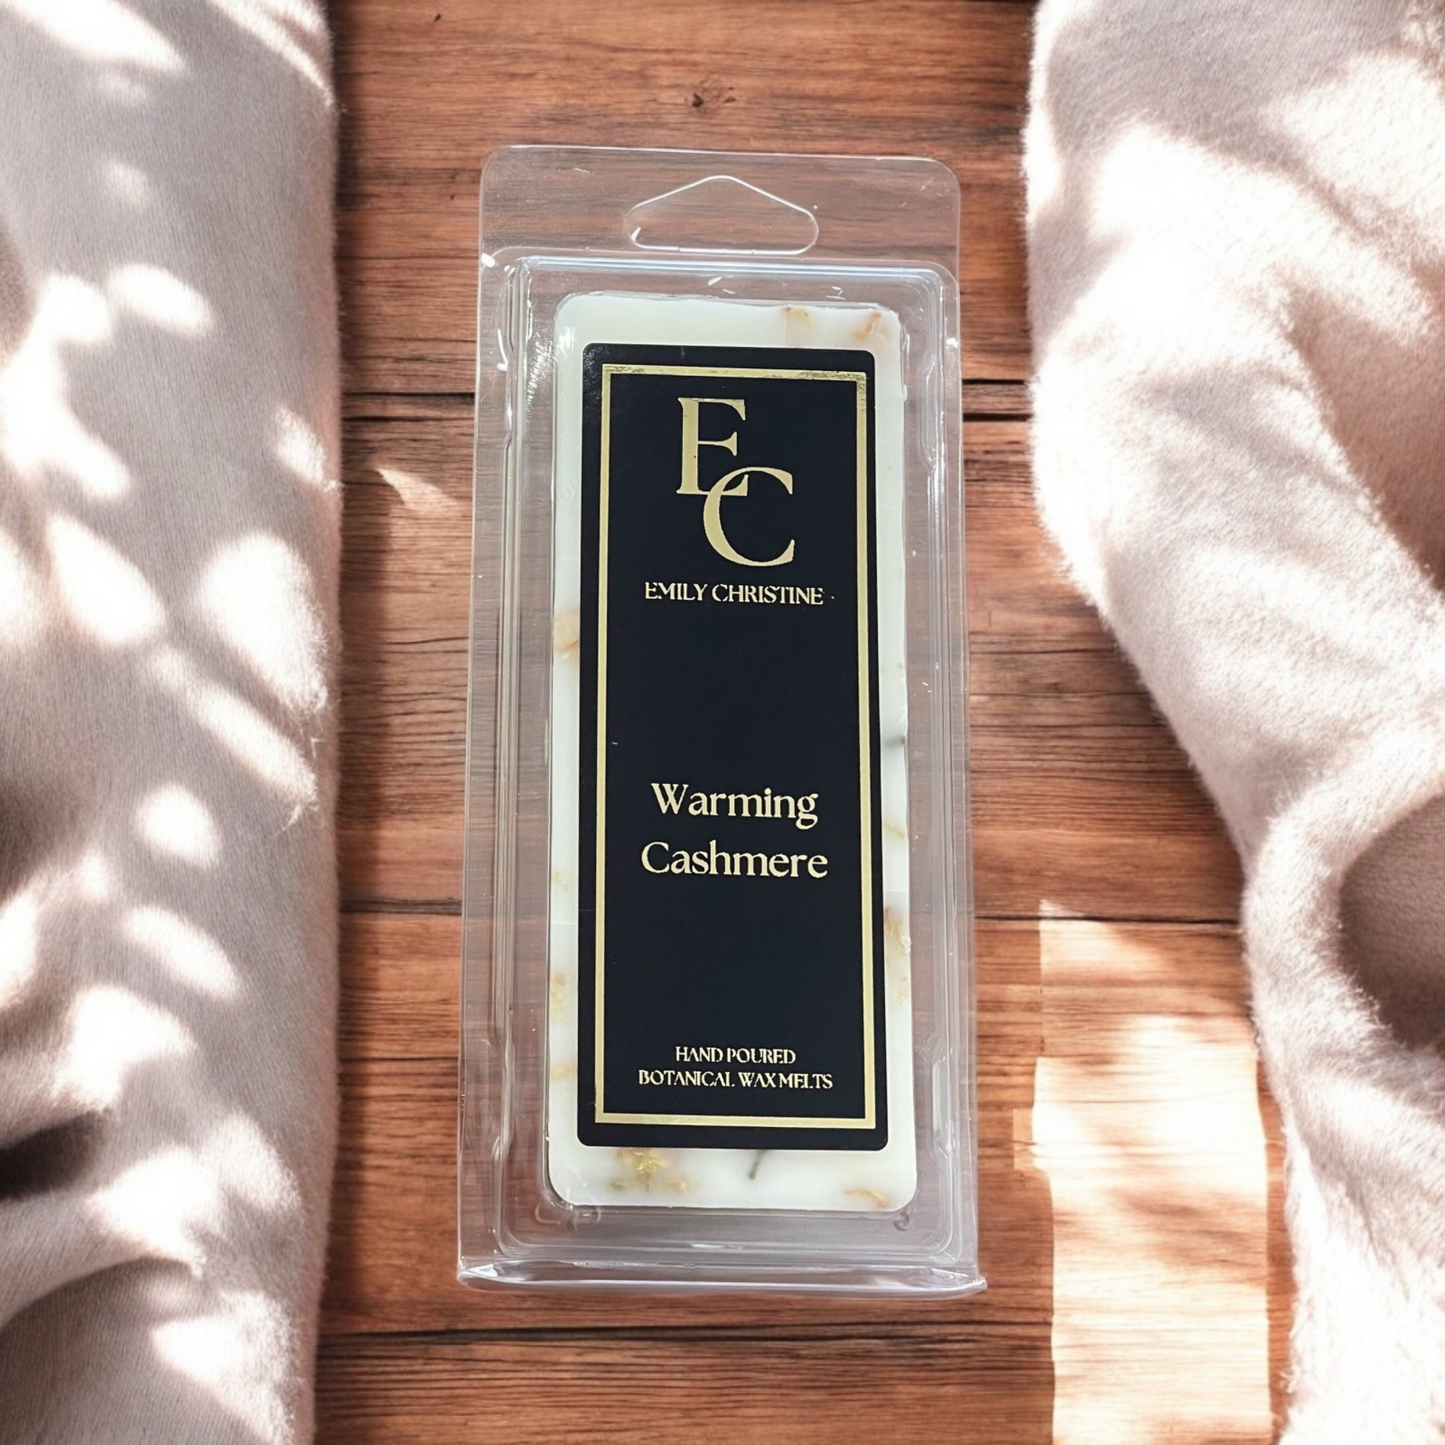 EC
EMILY CHRISTINE
Warming
Cashmere
HAND POURED
BOTANICAL WAX MELTS